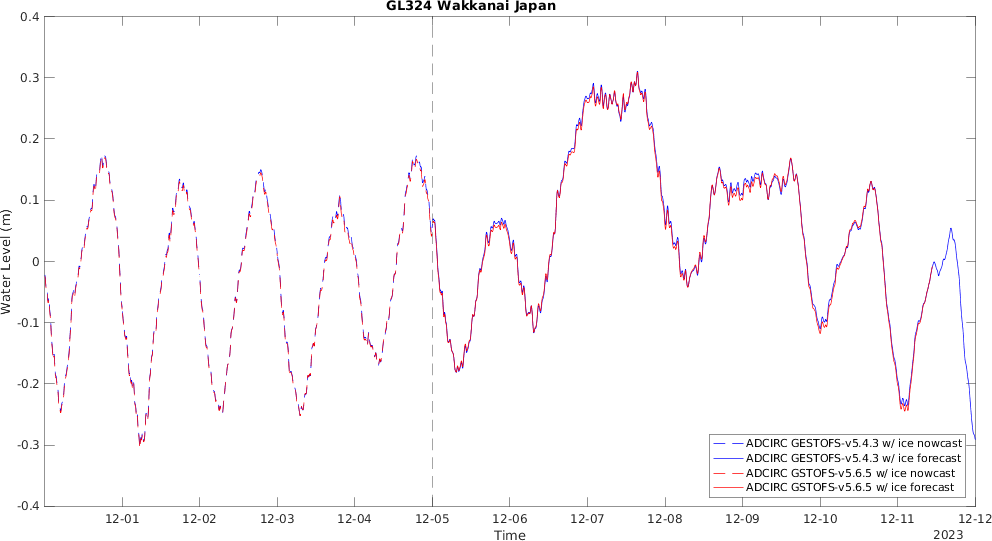 GL324 Wakkanai Japan
0.4
0.3
0.2
0.1
0
-0.1
-0.2
-0.3
-0.4
Water Level (m)
ADCIRC GESTOFS-v5.4.3 w/ ice nowcast
ADCIRC GESTOFS-v5.4.3 w/ ice forecast
ADCIRC GSTOFS-v5.6.5 w/ ice nowcast
ADCIRC GSTOFS-v5.6.5 w/ ice forecast
12-01 12-02 12-03 12-04 12-05 12-06 12-07 12-08 12-09 12-10 12-11 12-12
Time
2023